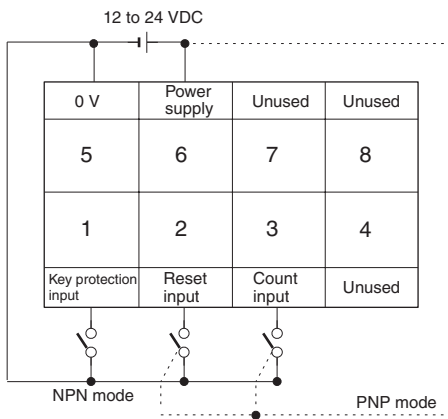 12 to 24 VDC
0 V
Power
supply
Unused
Unused
5
6
7
8
1
2
3
4
Key protection
input
Reset
input
Count
input
Unused
NPN mode
PNP mode